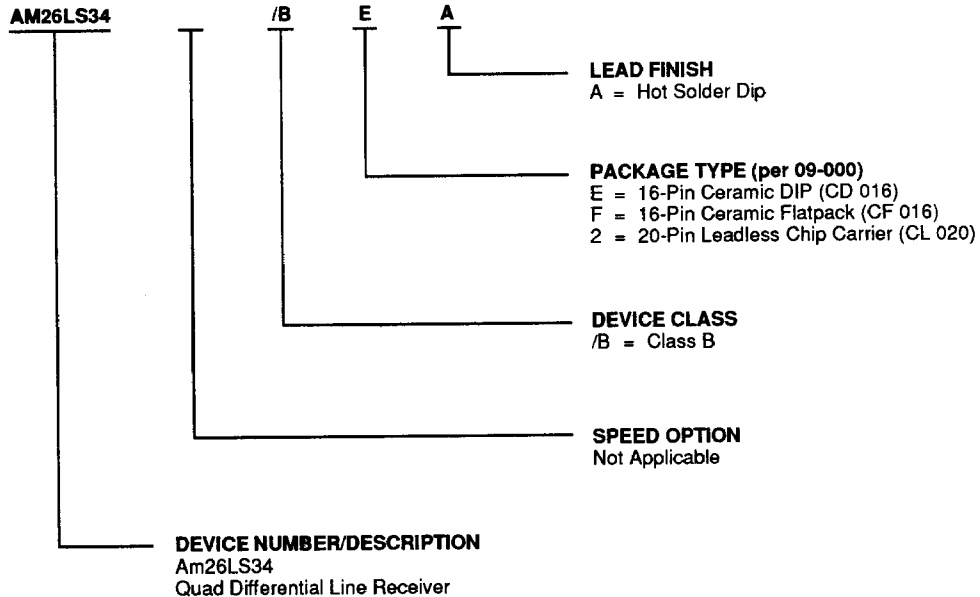 AM26LS34 /B E A
LEAD FINISH
A = Hot Solder Dip
PACKAGE TYPE (per 09-000)
E = 16-Pin Ceramic DIP (CD 016)
F = 16-Pin Ceramic Flatpack (CF 016)
2 = 20-Pin Leadless Chip Carrier (CL 020)
DEVICE CLASS
/B = Class B
SPEED OPTION
Not Applicable
DEVICE NUMBER/DESCRIPTION
Am26LS34
Quad Differential Line Receiver